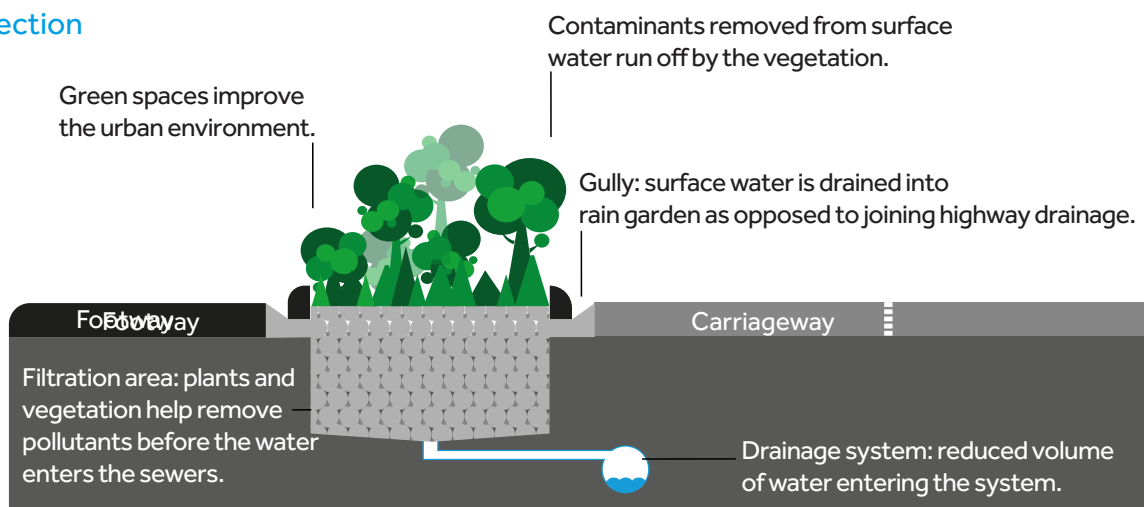 ection
Contaminants removed from surface
water run off by the vegetation.
Green spaces improve
the urban environment.
Gully: surface water is drained into
rain garden as opposed to joining highway drainage.
Footway
Footway
Carriageway
Filtration area: plants and
vegetation help remove
pollutants before the water
enters the sewers.
Drainage system: reduced volume
of water entering the system.